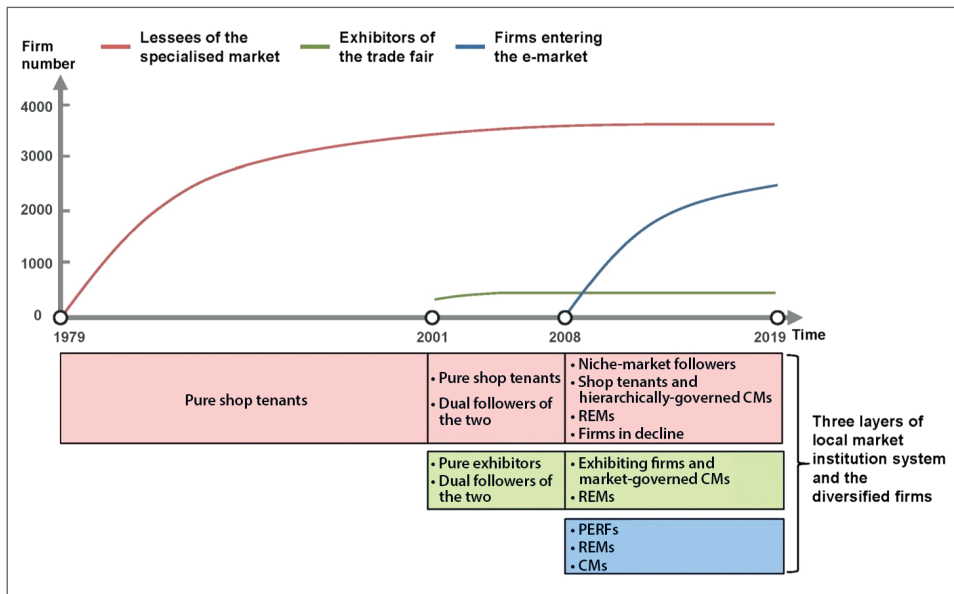 Firm
number
Lessees of the
specialised market
Exhibitors of
the trade fair
Firms entering
the e-market
4000
3000
2000
1000
0
1979
2001
2008
2019
Time
Pure shop tenants
• Pure shop tenants
• Dual followers of
the two
• Niche-market followers
• Shop tenants and
hierarchically-governed CMs
• REMs
• Firms in decline
• Pure exhibitors
• Dual followers of
the two
• Exhibiting firms and
market-governed CMs
• REMs
• PERFs
• REMs
• CMs
Three layers of
local market
institution system
and the
diversified firms